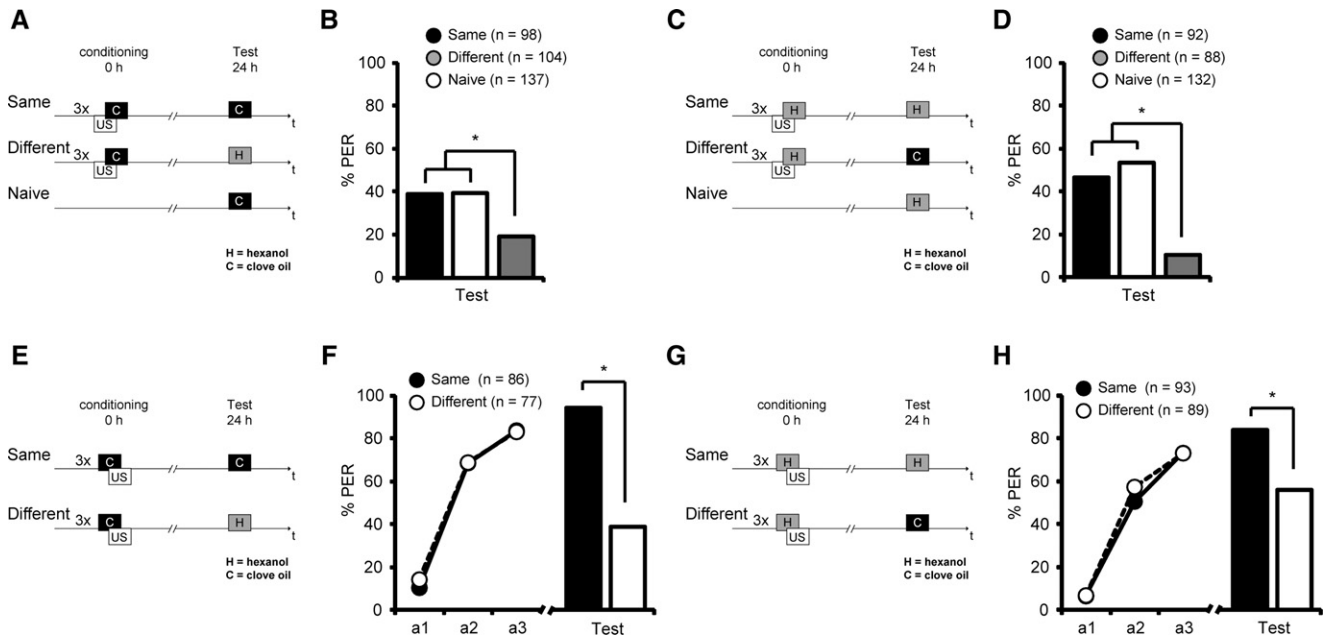 A
conditioning
0 h
Test
24 h
Same
3x
C
US
C
t
Different
3x
C
US
H
t
Naive
C
t
H = hexanol
C = clove oil
B
Same (n = 98)
Different (n = 104)
Naive (n = 137)
100
80
60
40
20
0
% PER
*
Test
C
conditioning
0 h
Test
24 h
Same
3x
H
US
H
t
Different
3x
H
US
C
t
Naive
H
t
H = hexanol
C = clove oil
D
Same (n = 92)
Different (n = 88)
Naive (n = 132)
100
80
60
40
20
0
% PER
*
Test
E
conditioning
0 h
Test
24 h
Same
3x
C
US
C
t
Different
3x
C
US
H
t
H = hexanol
C = clove oil
F
Same (n = 86)
Different (n = 77)
100
80
60
40
20
0
% PER
*
a1 a2 a3 Test
G
conditioning
0 h
Test
24 h
Same
3x
H
US
H
t
Different
3x
H
US
C
t
H = hexanol
C = clove oil
H
Same (n = 93)
Different (n = 89)
100
80
60
40
20
0
% PER
*
a1 a2 a3 Test